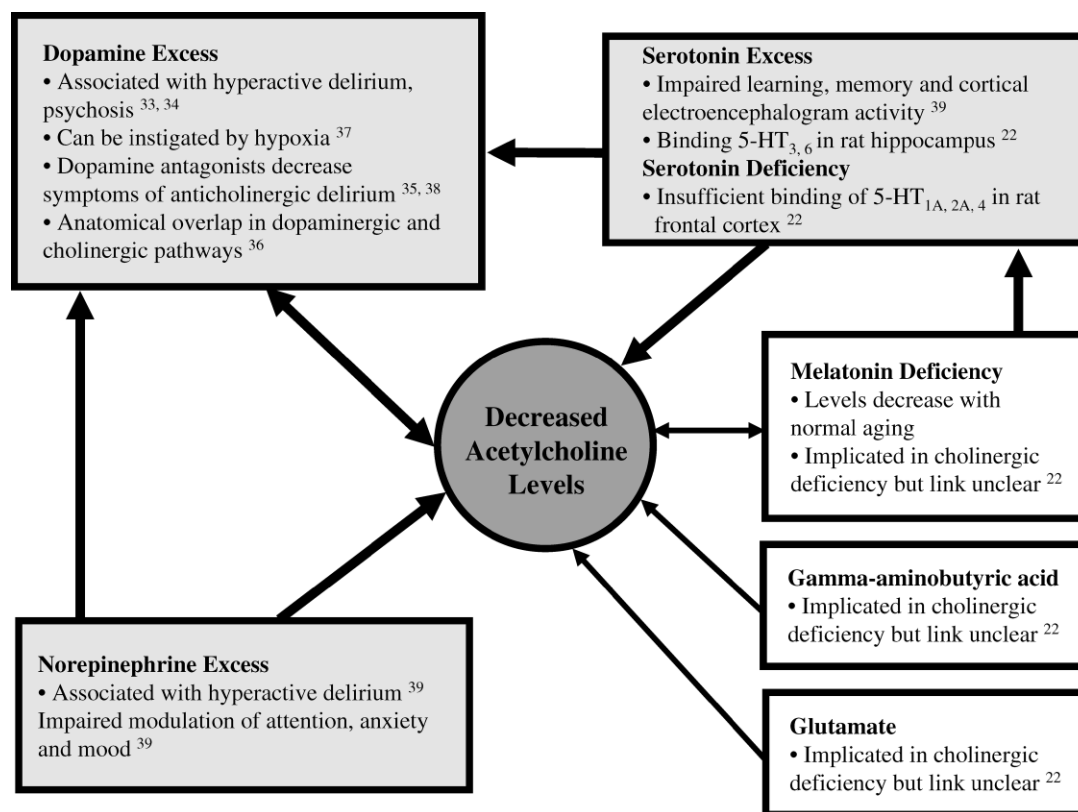 Dopamine Excess
• Associated with hyperactive delirium,
psychosis 33, 34
• Can be instigated by hypoxia 37
• Dopamine antagonists decrease
symptoms of anticholinergic delirium 35, 38
• Anatomical overlap in dopaminergic and
cholinergic pathways 36
Serotonin Excess
• Impaired learning, memory and cortical
electroencephalogram activity 39
• Binding 5-HT3, 6 in rat hippocampus 22
Serotonin Deficiency
• Insufficient binding of 5-HT1A, 2A, 4 in rat
frontal cortex 22
Decreased
Acetylcholine
Levels
Melatonin Deficiency
• Levels decrease with
normal aging
• Implicated in cholinergic
deficiency but link unclear 22
Gamma-aminobutyric acid
• Implicated in cholinergic
deficiency but link unclear 22
Norepinephrine Excess
• Associated with hyperactive delirium 39
Impaired modulation of attention, anxiety
and mood 39
Glutamate
• Implicated in cholinergic
deficiency but link unclear 22